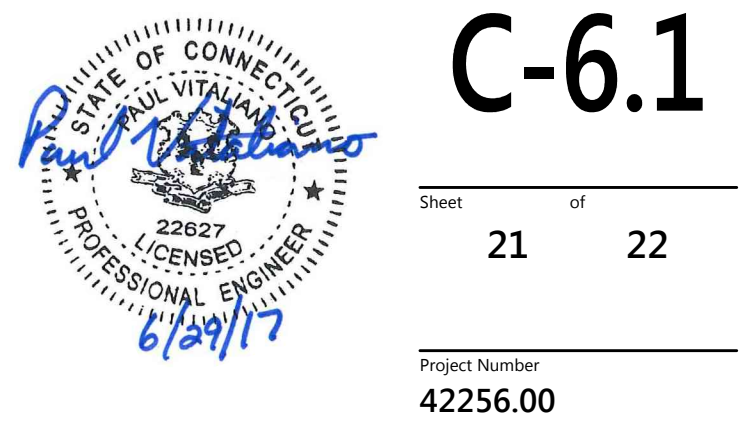 STATE OF CONNECTICUT
PAUL VITALIANO
Paul Vitaliano
22627
LICENSED
PROFESSIONAL ENGINEER
6/29/17
C-6.1
Sheet of
21 22
Project Number
42256.00